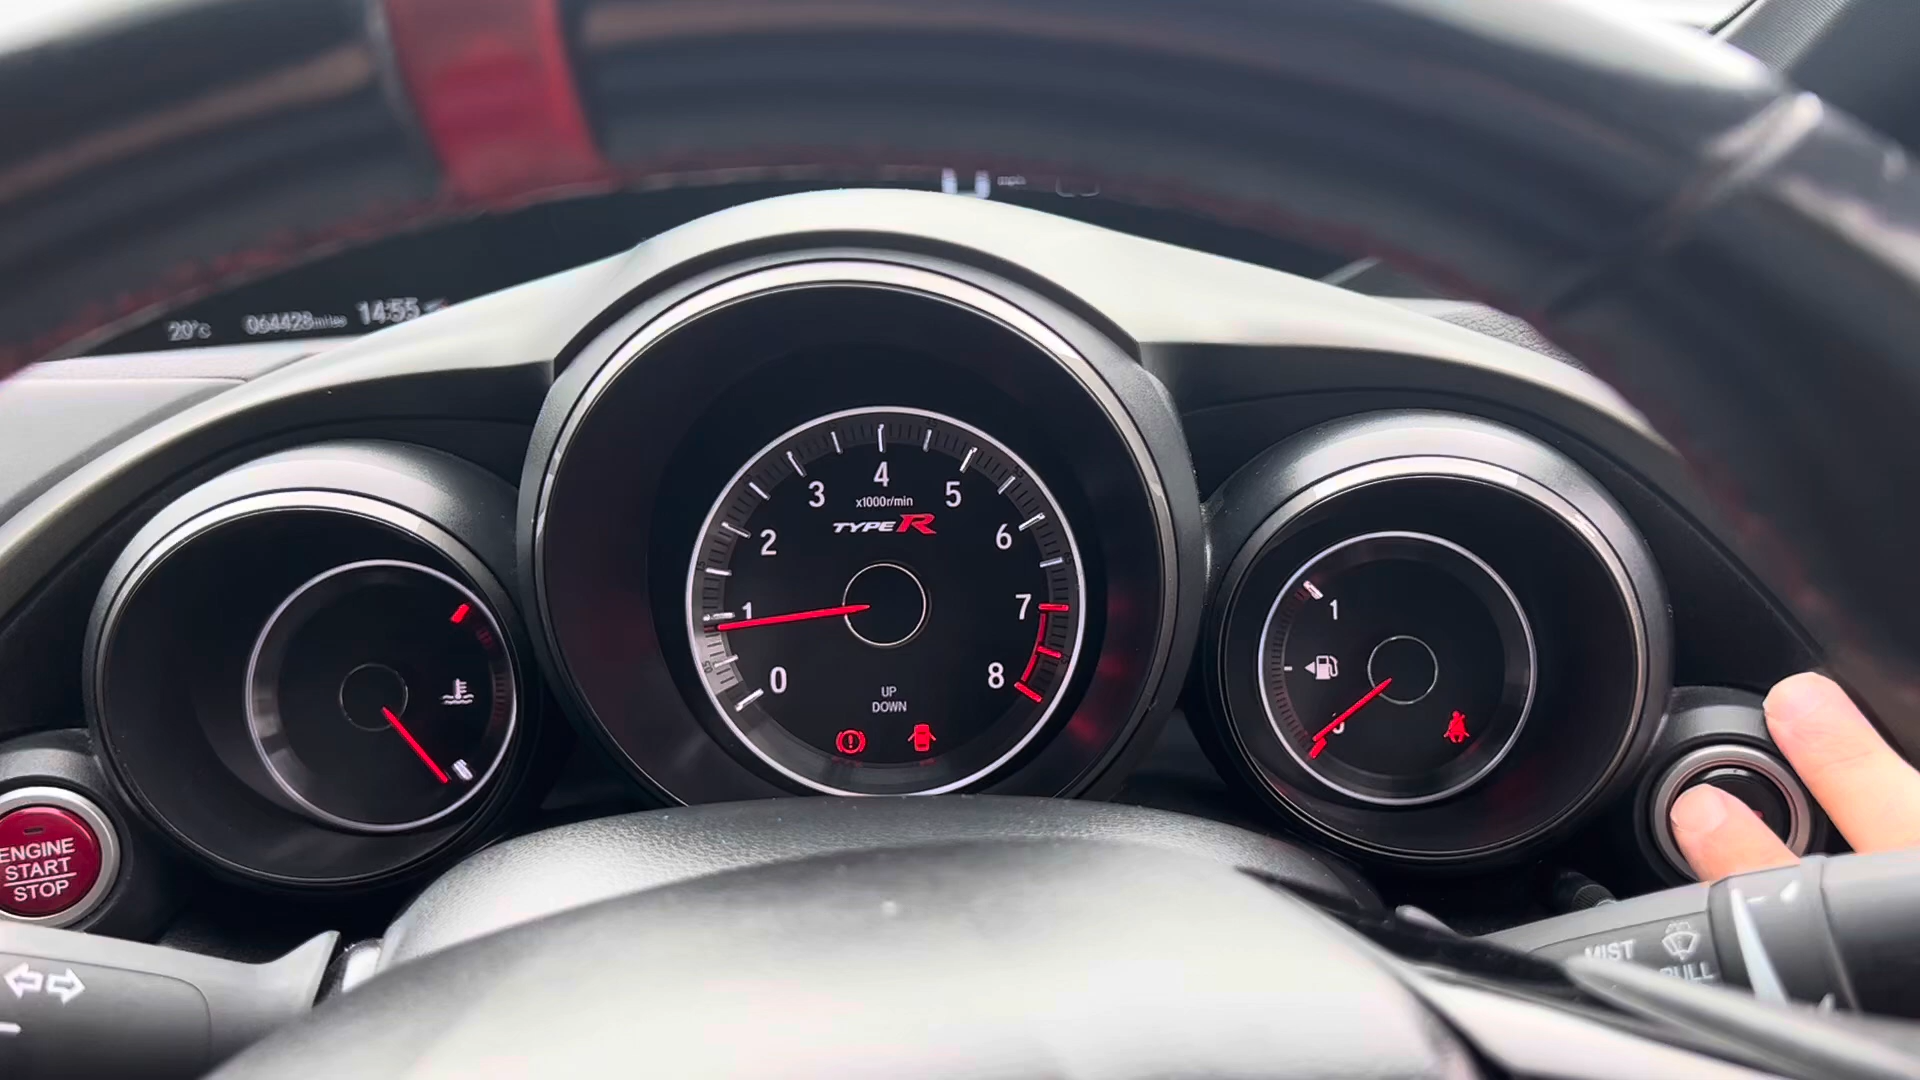 mph
20°c 064428miles 14:55
4
3 5
x1000r/min
TYPE R
2 6
1 7
0 8
UP
DOWN
1
ENGINE
START
STOP
MIST
PULL